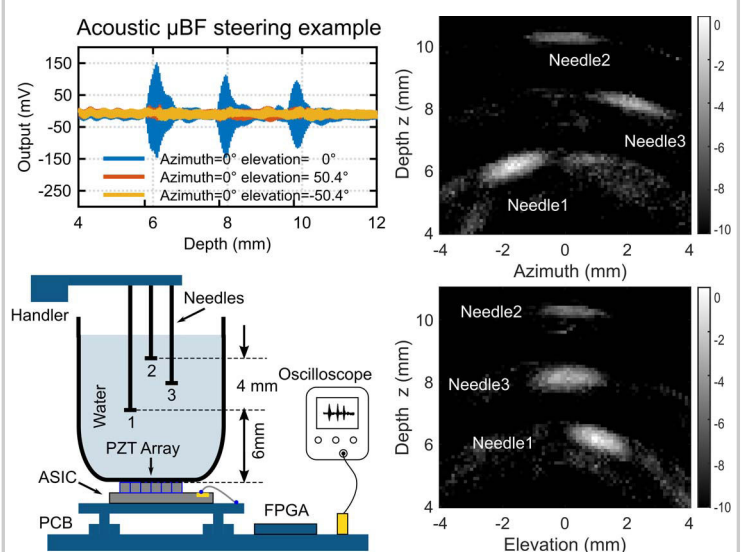 Acoustic µBF steering example
Output (mV)
150
50
-50
-150
-250
Azimuth=0° elevation= 0°
Azimuth=0° elevation= 50.4°
Azimuth=0° elevation=-50.4°
4 6 8 10 12
Depth (mm)
Depth z (mm)
10
8
6
4
Needle2
Needle3
Needle1
-4 -2 0 2 4
Azimuth (mm)
0
-2
-4
-6
-8
-10
Handler
Needles
Water
2
3
1
4 mm
6mm
PZT Array
ASIC
PCB
FPGA
Oscilloscope
Depth z (mm)
10
8
6
4
Needle2
Needle3
Needle1
-4 -2 0 2 4
Elevation (mm)
0
-2
-4
-6
-8
-10